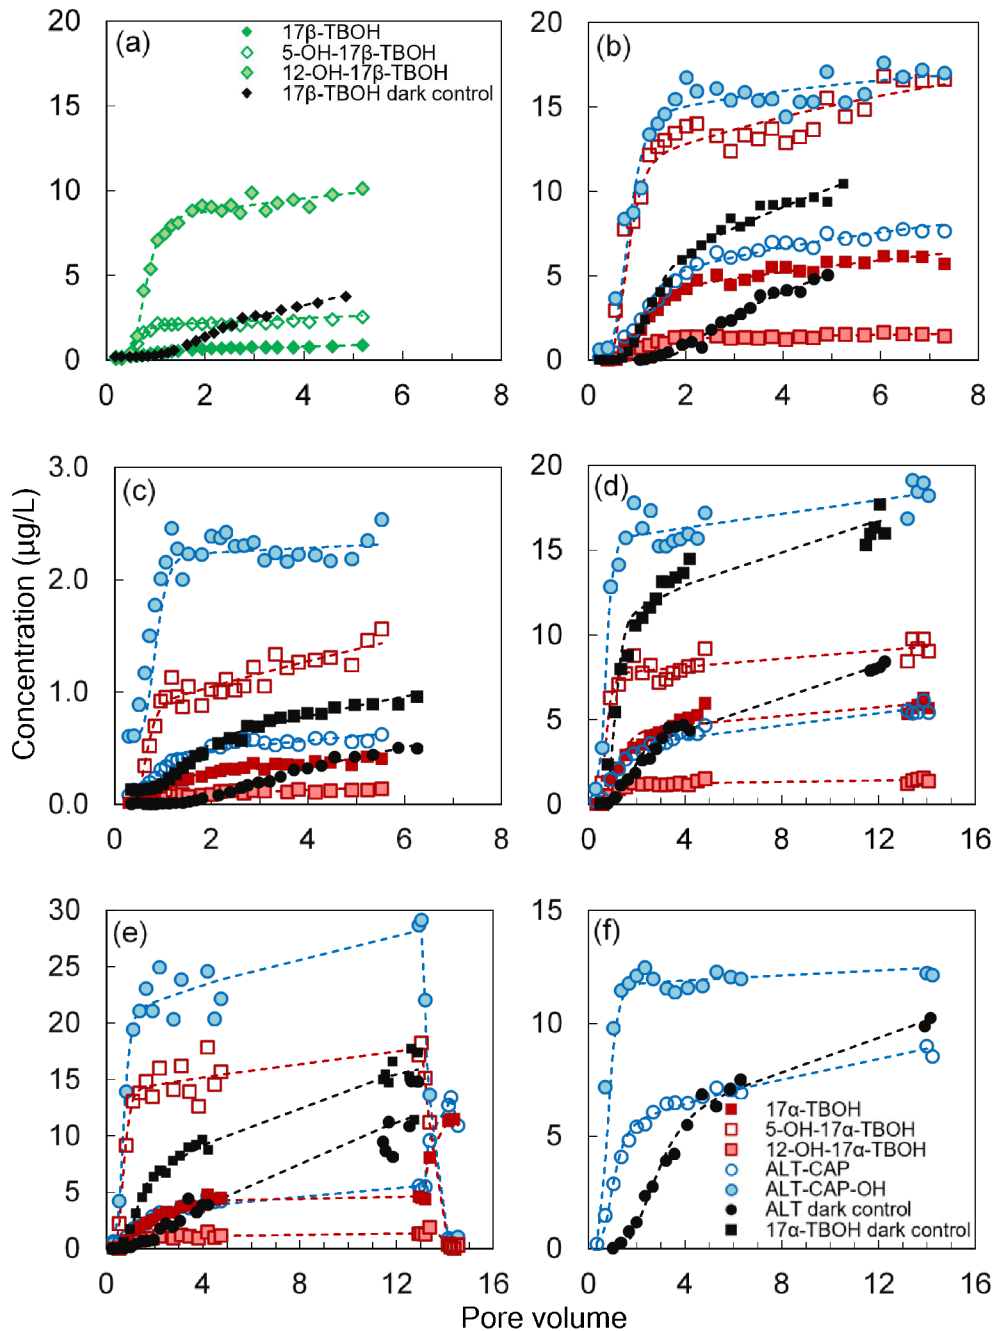 20
(a)
17β-TBOH
5-OH-17β-TBOH
12-OH-17β-TBOH
17β-TBOH dark control
15
10
5
0
0 2 4 6 8
20
(b)
15
10
5
0
0 2 4 6 8
Concentration (µg/L)
3.0
(c)
2.0
1.0
0.0
0 2 4 6 8
20
(d)
15
10
5
0
0 4 8 12 16
30
(e)
25
20
15
10
5
0
0 4 8 12 16
15
(f)
10
5
0
17α-TBOH
5-OH-17α-TBOH
12-OH-17α-TBOH
ALT-CAP
ALT-CAP-OH
ALT dark control
17α-TBOH dark control
0 4 8 12 16
Pore volume